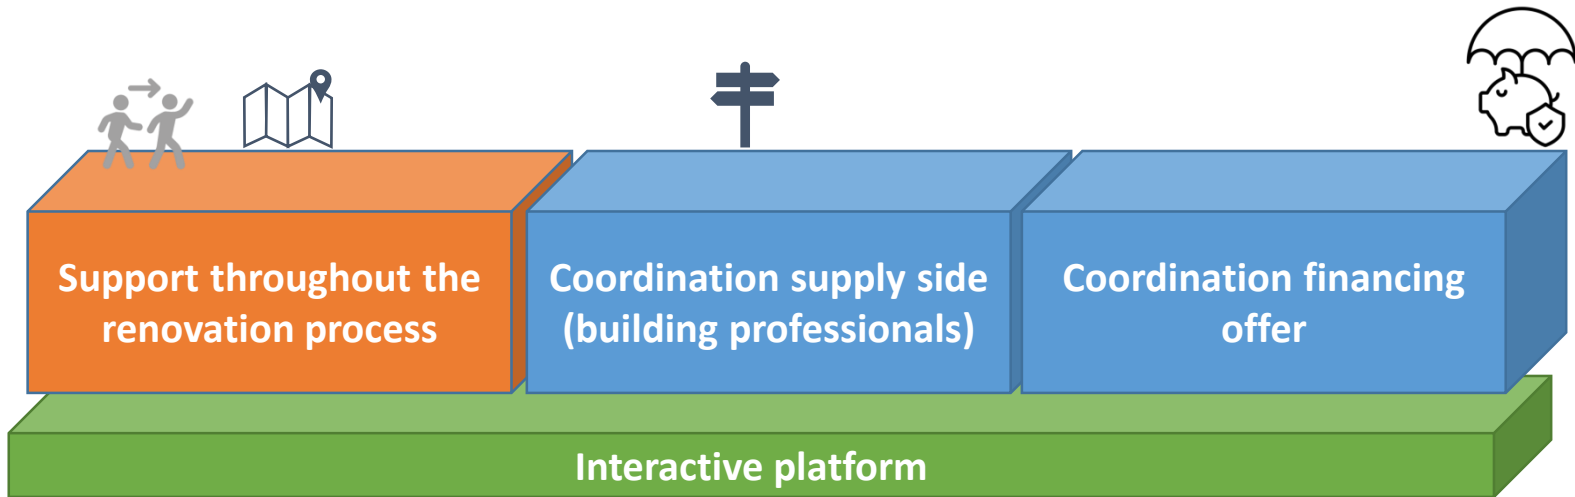 Support throughout the
renovation process
Coordination supply side
(building professionals)
Coordination financing
offer
Interactive platform